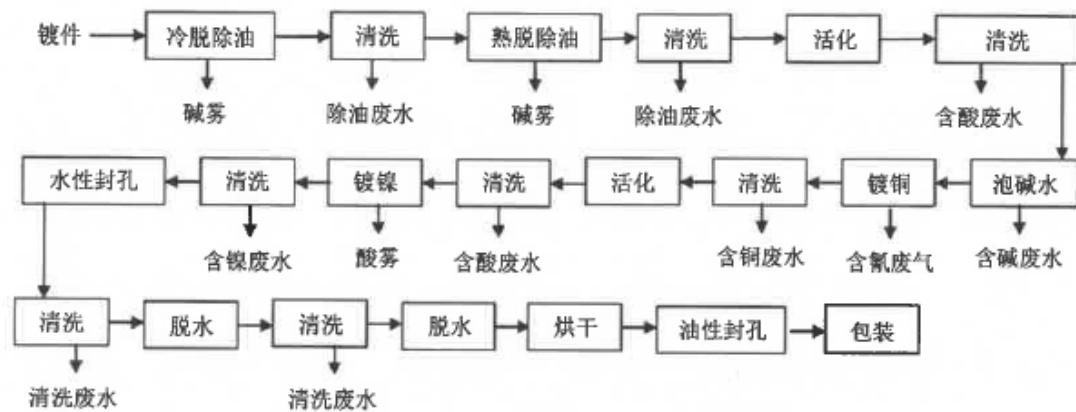 镀件 冷脱除油 清洗 熟脱除油 清洗 活化 清洗
碱雾 除油废水 碱雾 除油废水 含酸废水
水性封孔 清洗 镀镍 清洗 活化 清洗 镀铜 泡碱水
含镍废水 酸雾 含酸废水 含铜废水 含氰废气 含碱废水
清洗 脱水 清洗 脱水 烘干 油性封孔 包装
清洗废水 清洗废水